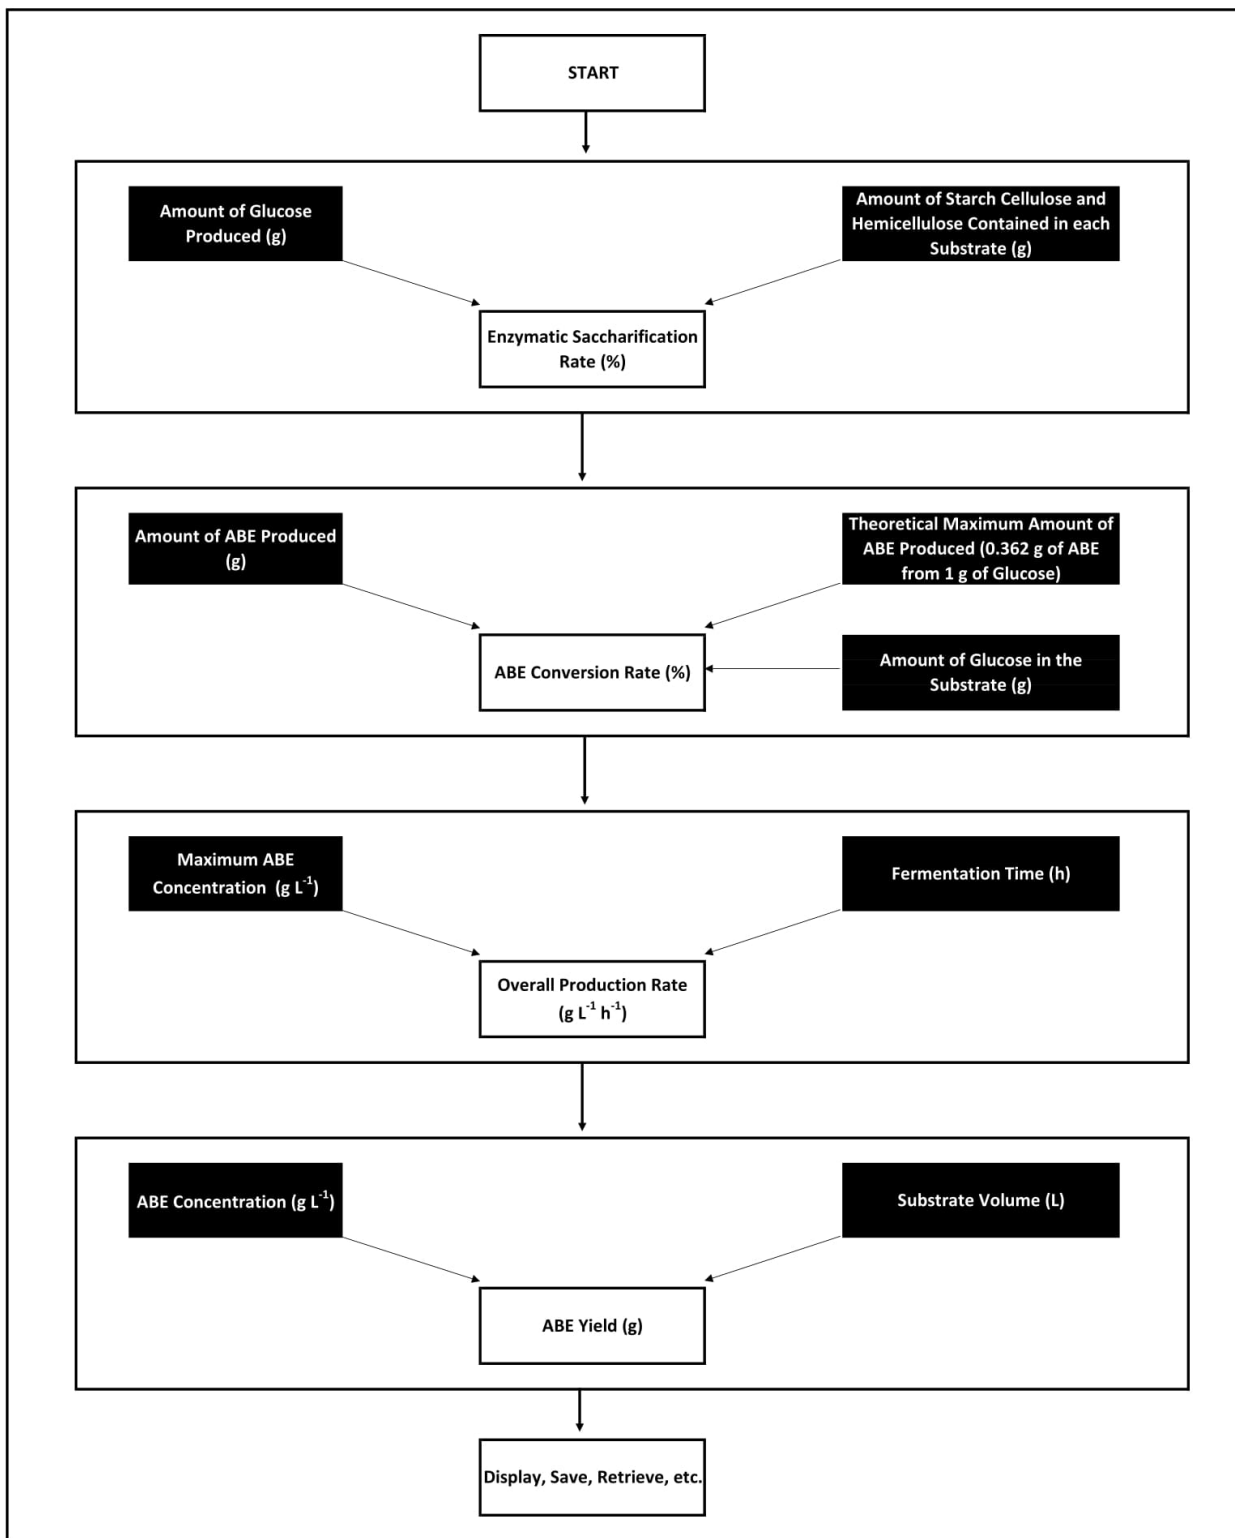 START
Amount of Glucose
Produced (g)
Amount of Starch Cellulose and
Hemicellulose Contained in each
Substrate (g)
Enzymatic Saccharification
Rate (%)
Amount of ABE Produced
(g)
Theoretical Maximum Amount of
ABE Produced (0.362 g of ABE
from 1 g of Glucose)
ABE Conversion Rate (%)
Amount of Glucose in the
Substrate (g)
Maximum ABE
Concentration (g L⁻¹)
Fermentation Time (h)
Overall Production Rate
(g L⁻¹ h⁻¹)
ABE Concentration (g L⁻¹)
Substrate Volume (L)
ABE Yield (g)
Display, Save, Retrieve, etc.